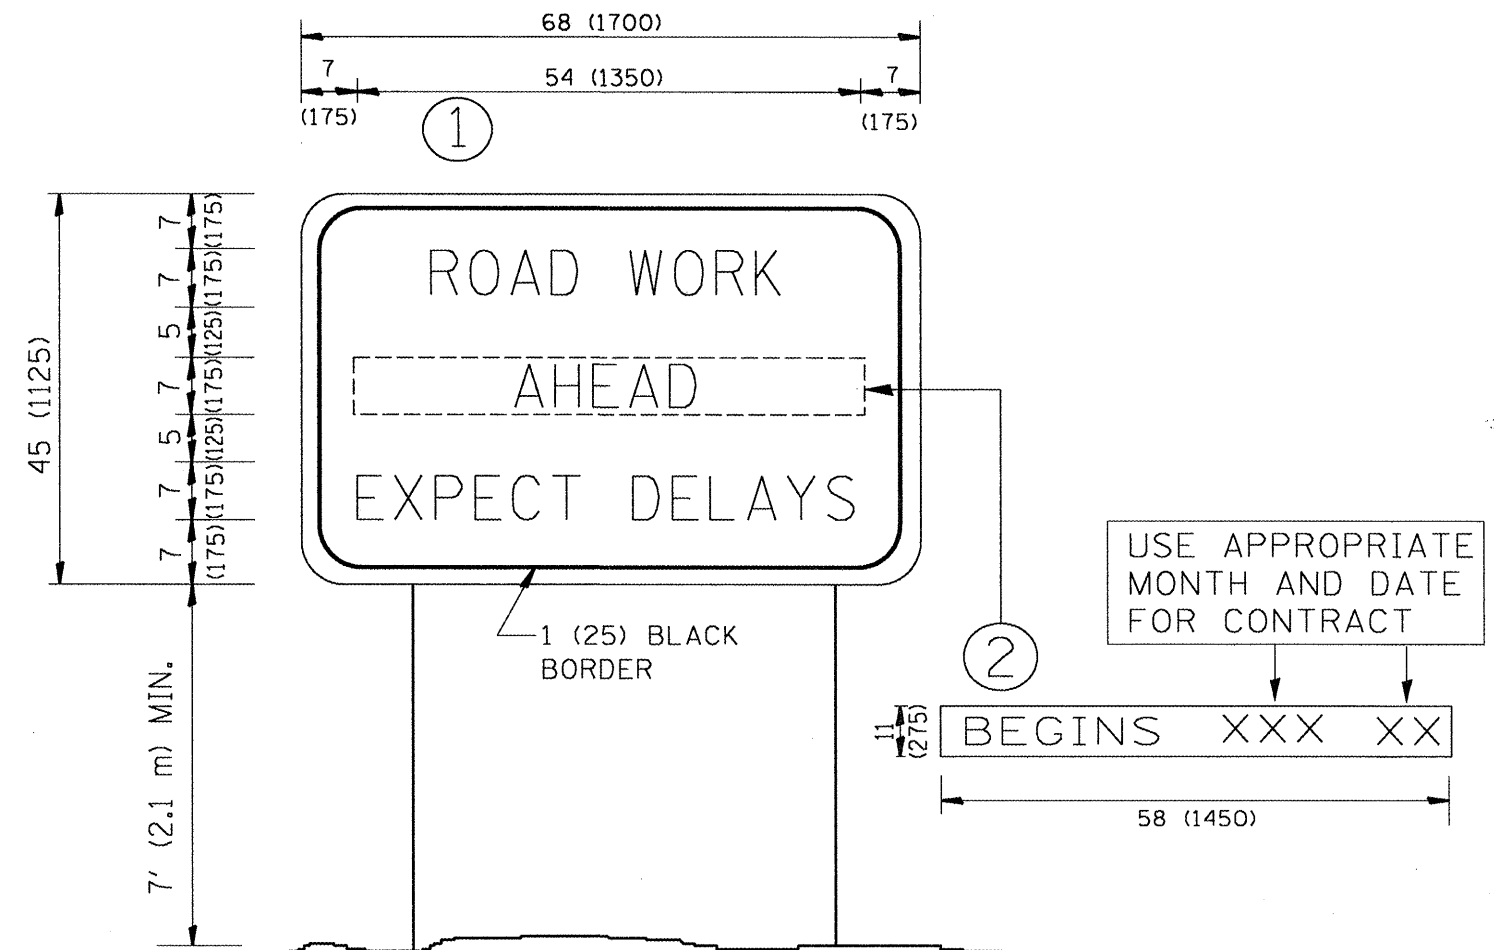 68 (1700)
7
54 (1350)
7
(175)
(175)
1
45 (1125)
7 (175)
7 (175)
5 (125)
7 (175)
5 (125)
7 (175)
7 (175)
ROAD WORK
AHEAD
EXPECT DELAYS
1 (25) BLACK
BORDER
7' (2.1 m) MIN.
2
USE APPROPRIATE
MONTH AND DATE
FOR CONTRACT
11
(275)
BEGINS XXX XX
58 (1450)